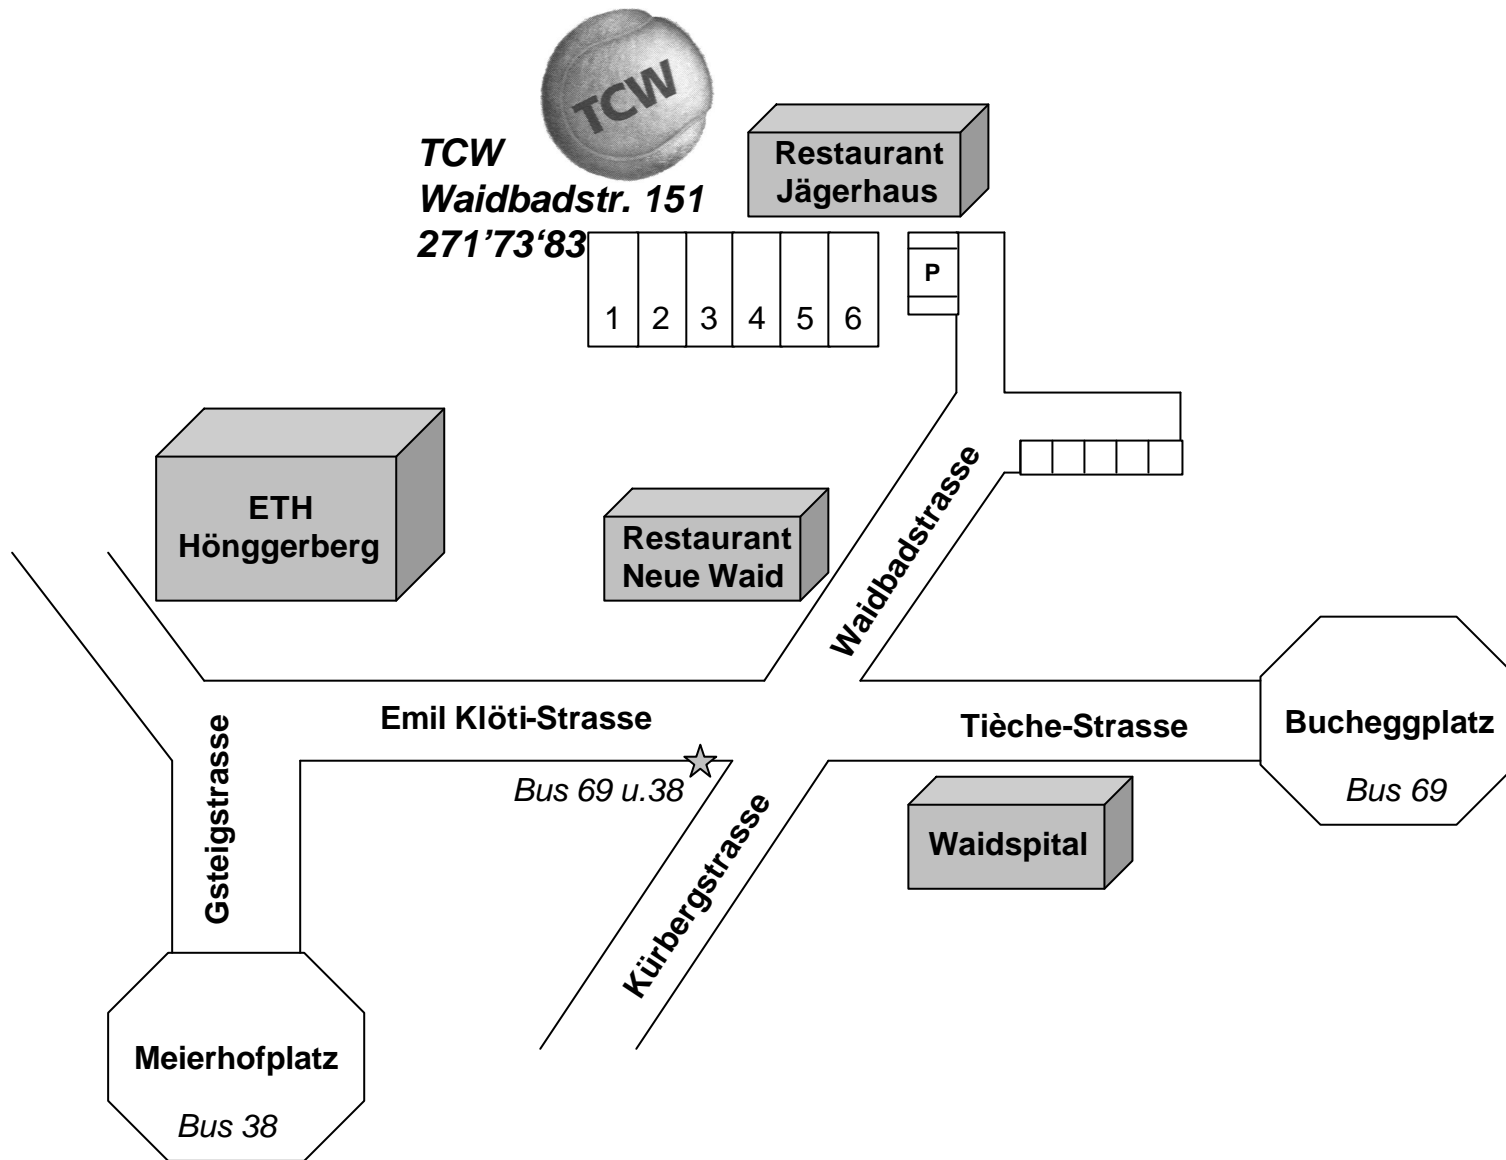 TCW
TCW
Waidbadstr. 151
271’73‘83
Restaurant
Jägerhaus
P
1 2 3 4 5 6
ETH
Hönggerberg
Restaurant
Neue Waid
Waidbadstrasse
Emil Klöti-Strasse
Tièche-Strasse
Bucheggplatz
Bus 69
Bus 69 u.38
Gsteigstrasse
Kürbergstrasse
Waidspital
Meierhofplatz
Bus 38